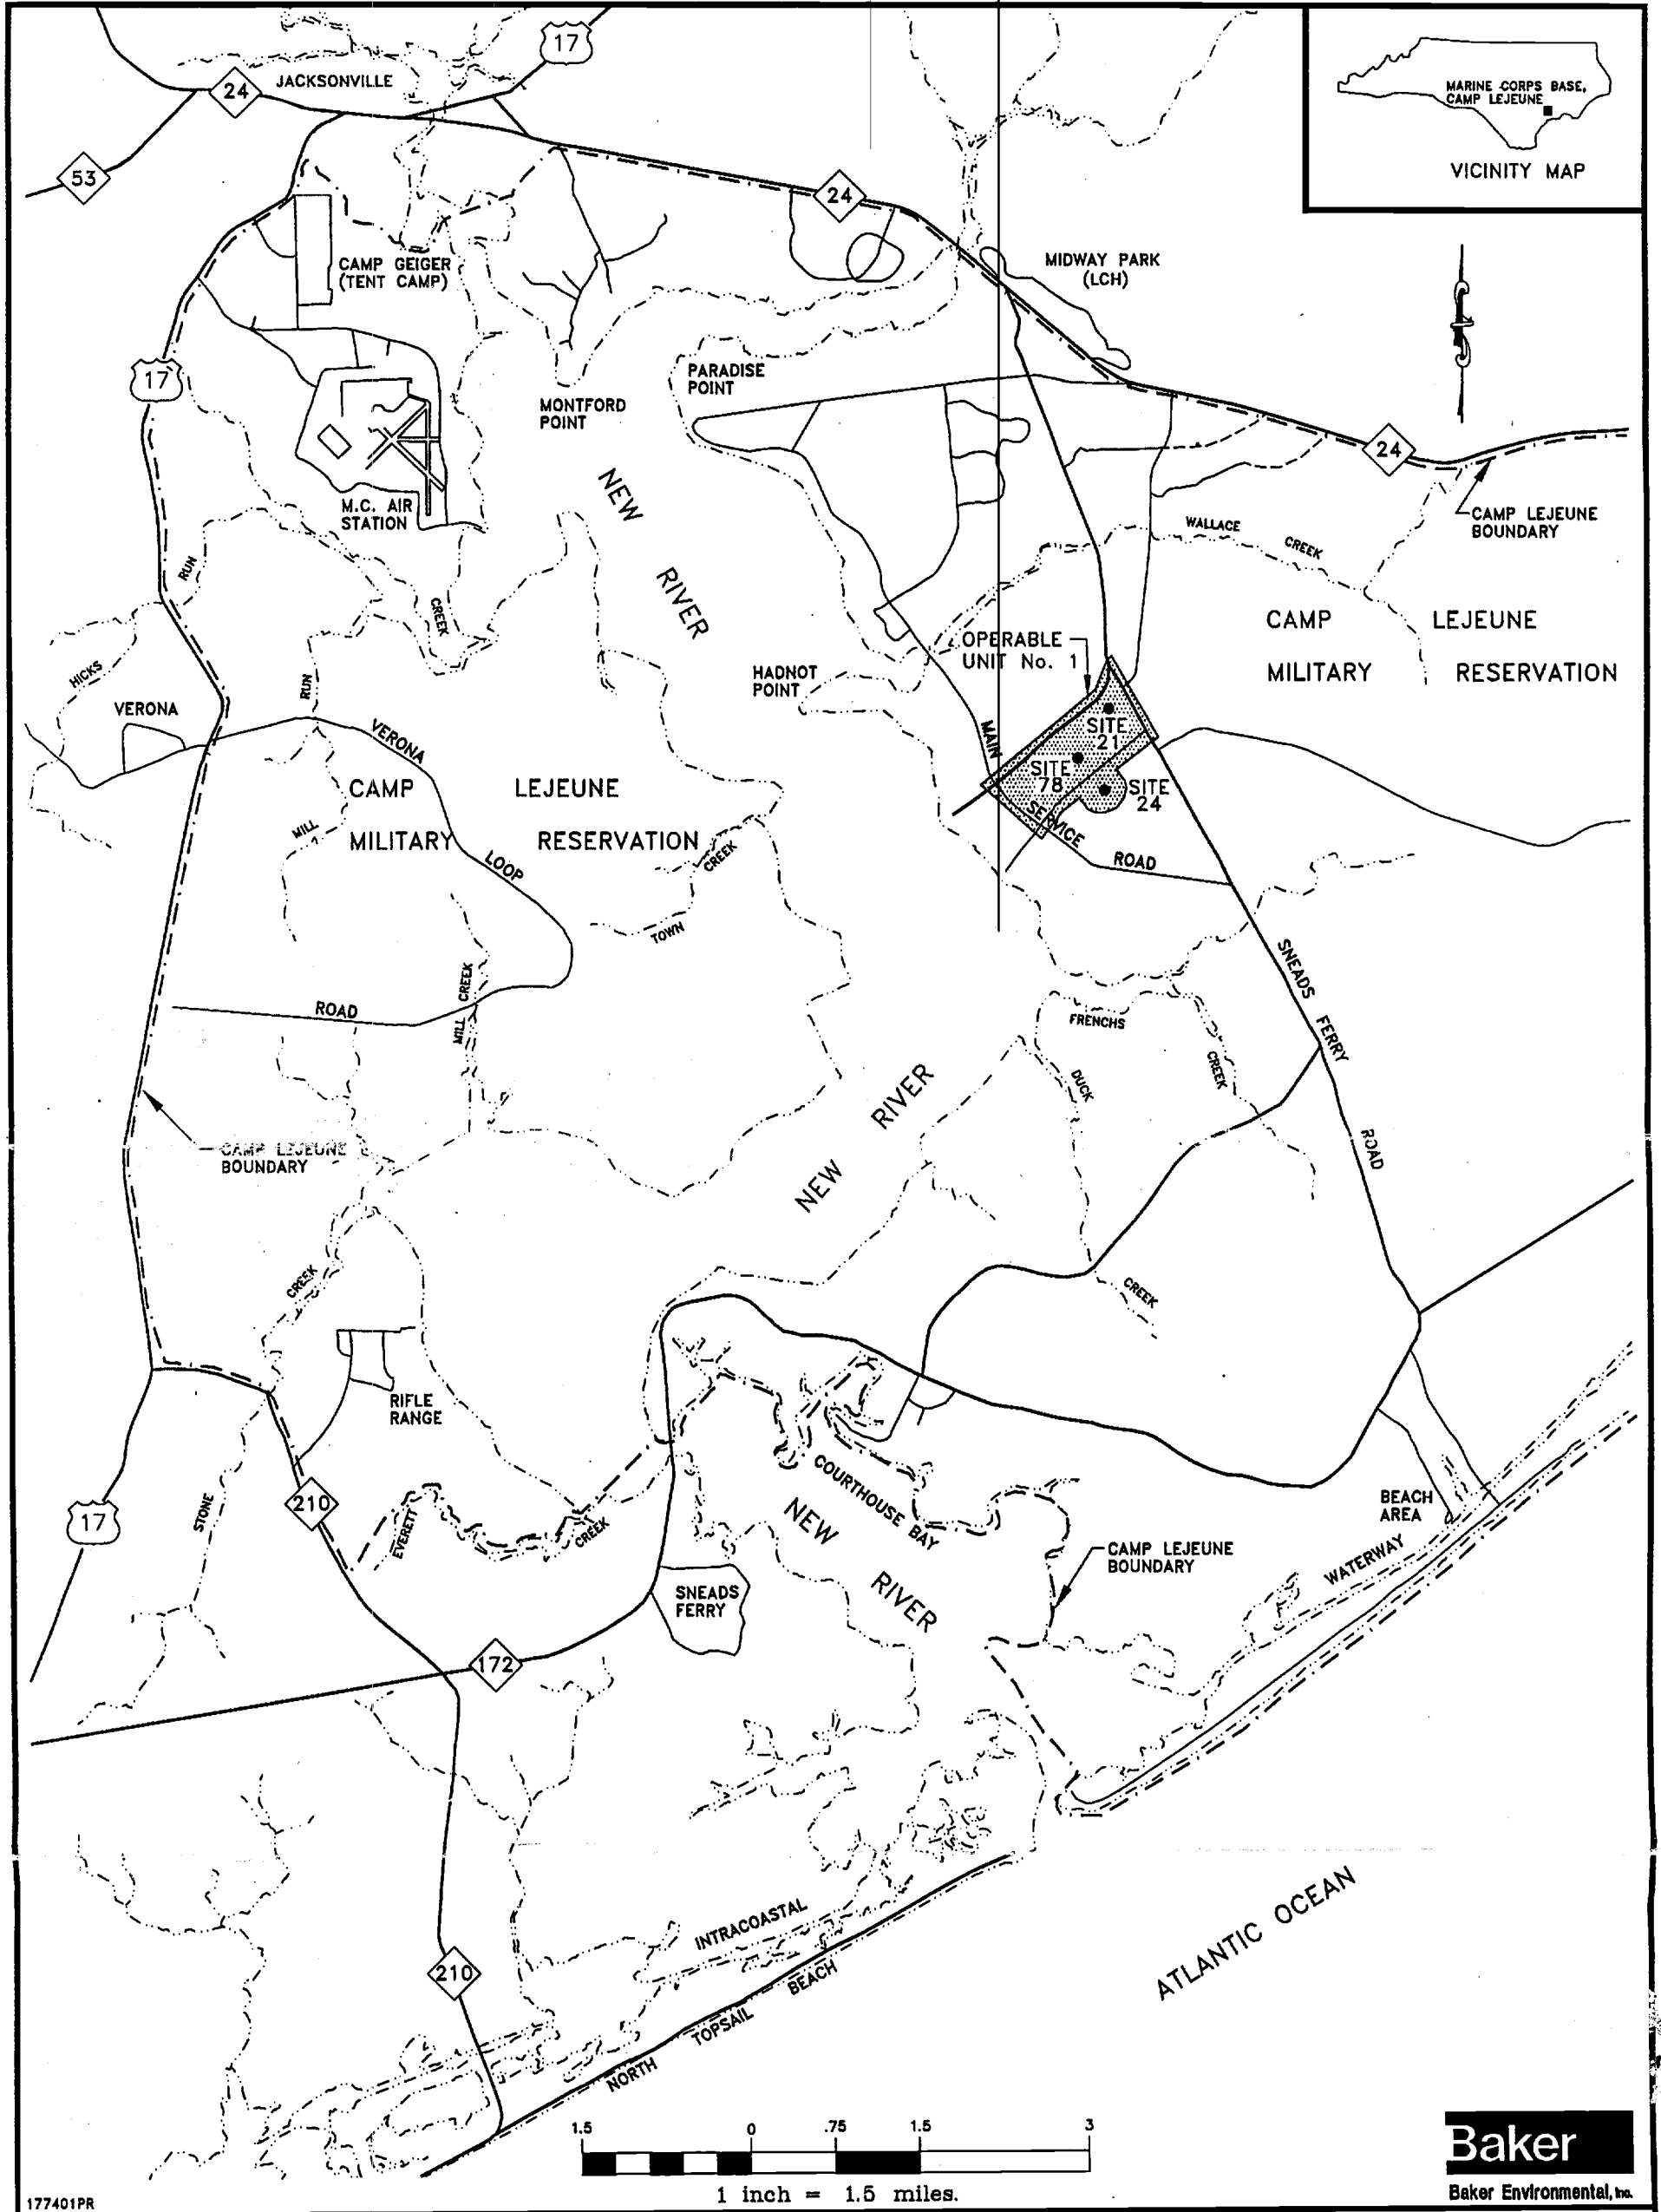 17
JACKSONVILLE
24
53
MARINE CORPS BASE,
CAMP LEJEUNE
VICINITY MAP
24
CAMP GEIGER
(TENT CAMP)
MIDWAY PARK
(LCH)
17
PARADISE
POINT
MONTFORD
POINT
24
NEW
RIVER
M.C. AIR
STATION
CAMP LEJEUNE
BOUNDARY
WALLACE
CREEK
RUN
CREEK
HICKS
RUN
CAMP LEJEUNE
MILITARY RESERVATION
OPERABLE
UNIT No. 1
HADNOT
POINT
VERONA
VERONA
MAIN
SITE
21
SITE
78
SITE
24
SERVICE
ROAD
CAMP LEJEUNE
MILITARY RESERVATION
MILL
LOOP
CREEK
TOWN
SNEADS
FERRY
ROAD
MILL CREEK
ROAD
FRENCHS
CREEK
DUCK
CREEK
NEW
RIVER
CAMP LEJEUNE
BOUNDARY
CREEK
STONE
RIFLE
RANGE
210
17
EVERETT
CREEK
COURTHOUSE BAY
NEW
RIVER
CAMP LEJEUNE
BOUNDARY
BEACH
AREA
WATERWAY
SNEADS
FERRY
172
INTRACOASTAL
210
NORTH TOPSAIL BEACH
ATLANTIC OCEAN
1.5 0 .75 1.5 3
1 inch = 1.5 miles.
Baker
Baker Environmental, Inc.
177401PR